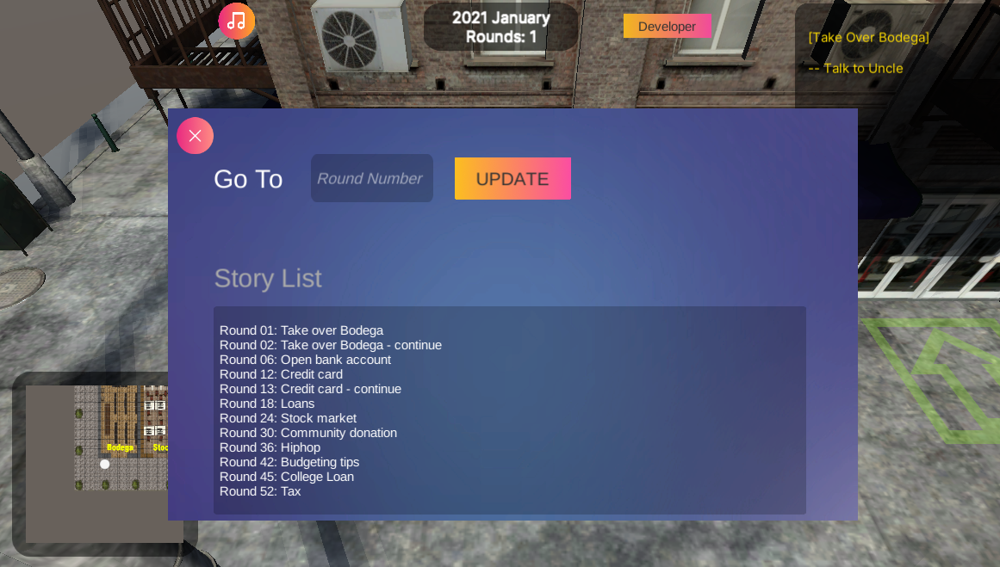 2021 January
Rounds: 1
Developer
[Take Over Bodega]
-- Talk to Uncle
Go To
Round Number
UPDATE
Story List
Round 01: Take over Bodega
Round 02: Take over Bodega - continue
Round 06: Open bank account
Round 12: Credit card
Round 13: Credit card - continue
Round 18: Loans
Round 24: Stock market
Round 30: Community donation
Round 36: Hiphop
Round 42: Budgeting tips
Round 45: College Loan
Round 52: Tax
Bodega
Stoc